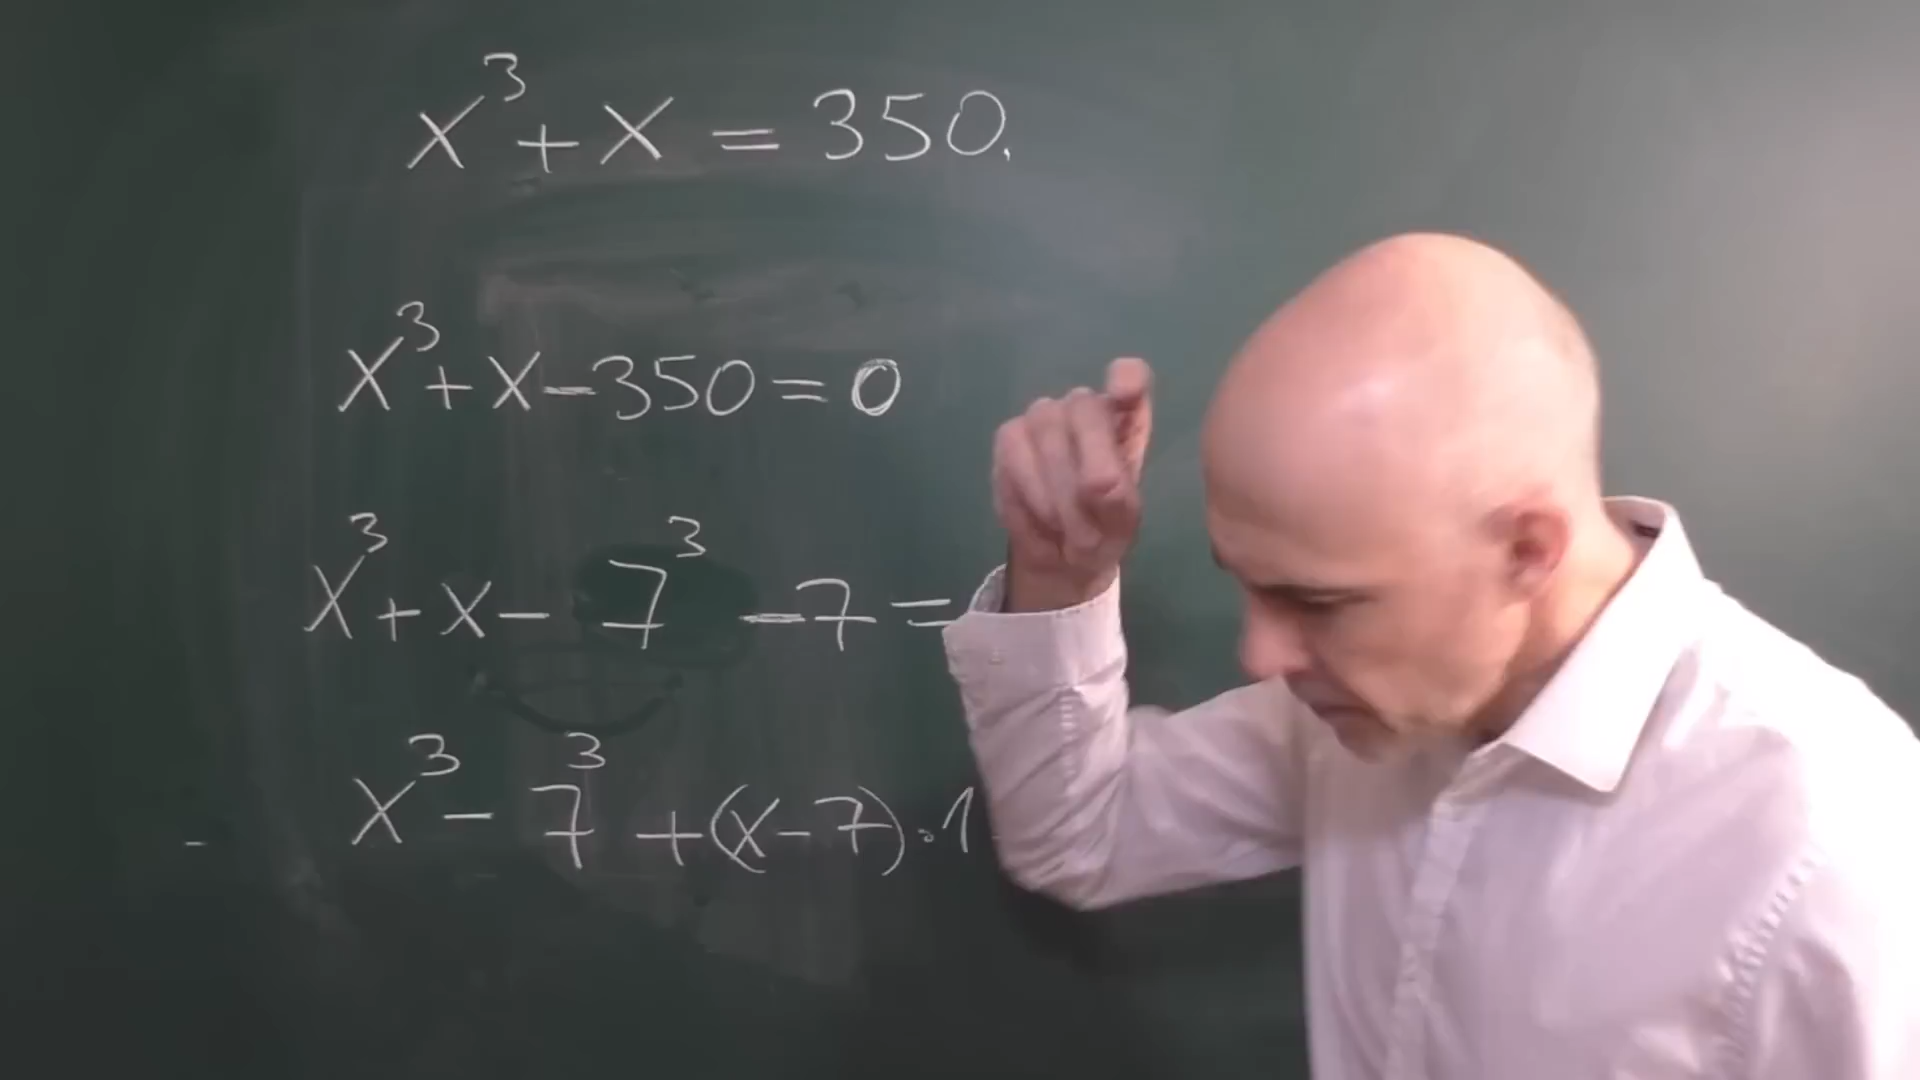 x³ + x = 350.
x³ + x - 350 = 0
x³ + x - 7³ - 7 =
- x³ - 7³ + (x - 7) · 1